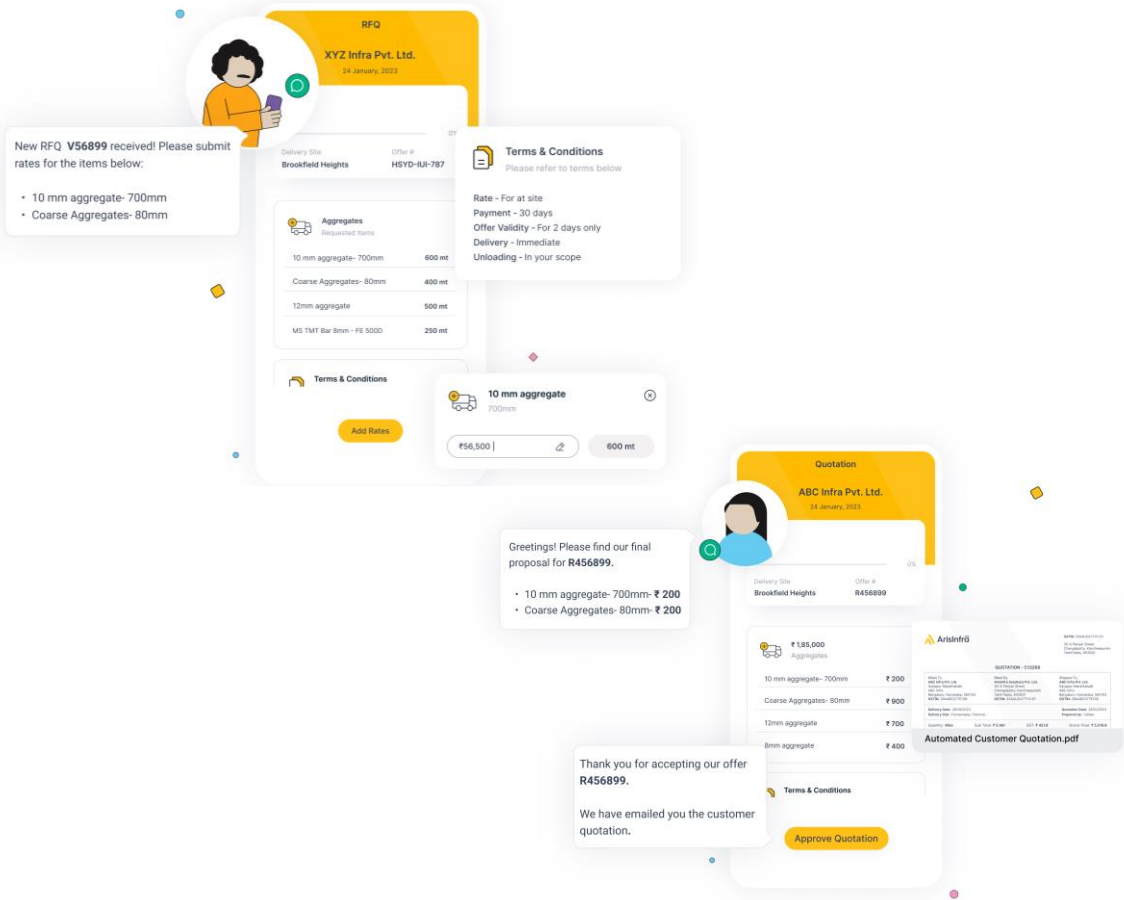 RFQ
XYZ Infra Pvt. Ltd.
24 January, 2023
0%
Delivery Site
Offer #
Brookfield Heights
HSYD-IUI-787
New RFQ V56899 received! Please submit
rates for the items below:
• 10 mm aggregate- 700mm
• Coarse Aggregates- 80mm
Terms & Conditions
Please refer to terms below
Rate - For at site
Payment - 30 days
Offer Validity - For 2 days only
Delivery - Immediate
Unloading - In your scope
Aggregates
Requested Items
10 mm aggregate- 700mm 600 mt
Coarse Aggregates- 80mm 400 mt
12mm aggregate 500 mt
MS TMT Bar 8mm - FE 500D 250 mt
Terms & Conditions
Add Rates
10 mm aggregate
700mm
₹56,500
600 mt
Quotation
ABC Infra Pvt. Ltd.
24 January, 2023
0%
Delivery Site
Offer #
Brookfield Heights
R456899
Greetings! Please find our final
proposal for R456899.
• 10 mm aggregate- 700mm- ₹ 200
• Coarse Aggregates- 80mm- ₹ 200
₹ 1,85,000
Aggregates
10 mm aggregate- 700mm ₹ 200
Coarse Aggregates- 80mm ₹ 900
12mm aggregate ₹ 700
8mm aggregate ₹ 400
Terms & Conditions
Approve Quotation
ArisInfra
Automated Customer Quotation.pdf
Thank you for accepting our offer
R456899.
We have emailed you the customer
quotation.